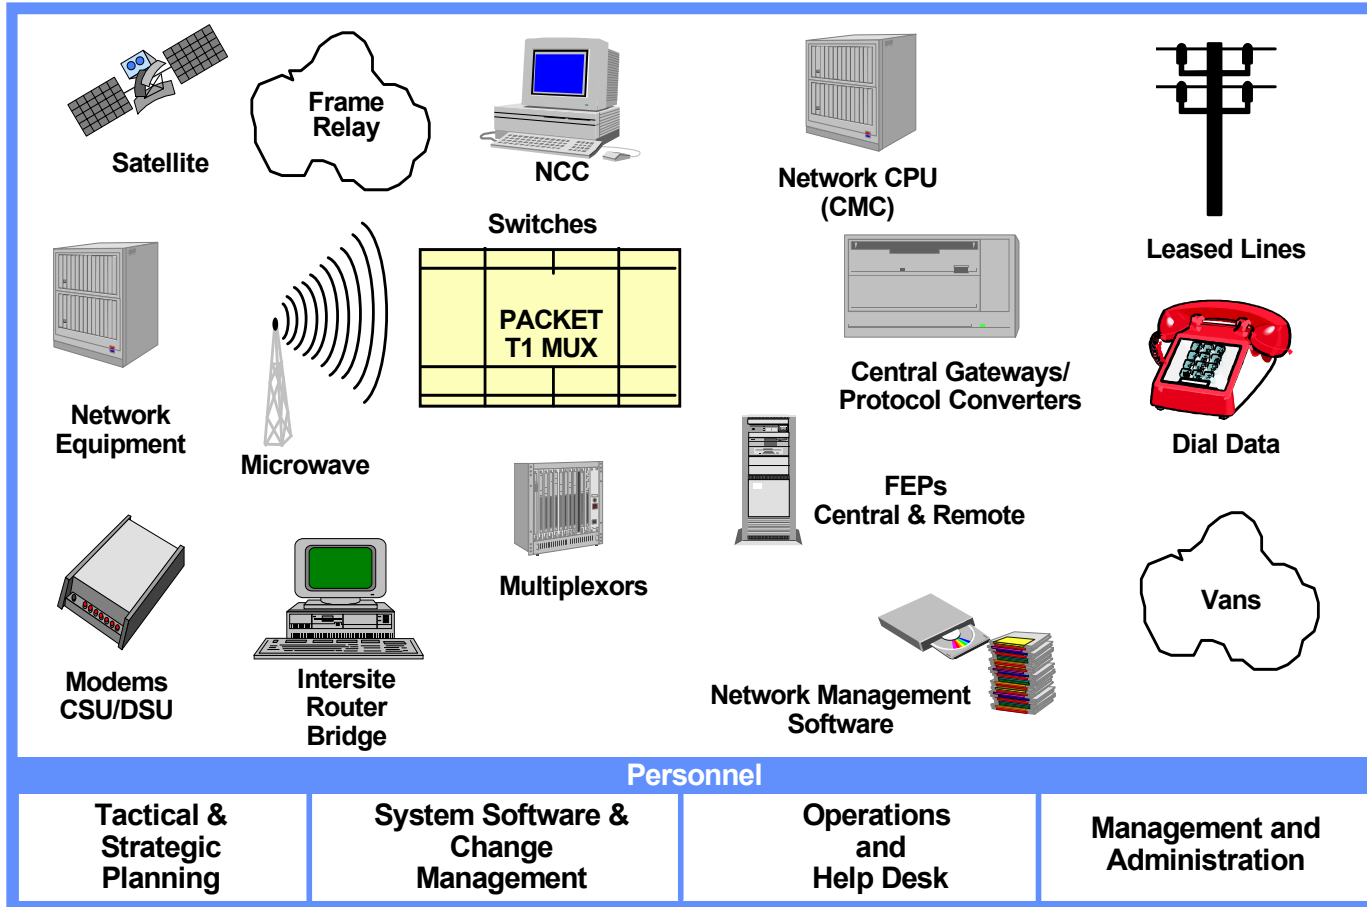 Satellite
Frame
Relay
NCC
Network CPU
(CMC)
Leased Lines
Network
Equipment
Microwave
Switches
PACKET
T1 MUX
Central Gateways/
Protocol Converters
Dial Data
Modems
CSU/DSU
Intersite
Router
Bridge
Multiplexors
FEPs
Central & Remote
Network Management
Software
Vans
Personnel
Tactical &
Strategic
Planning
System Software &
Change
Management
Operations
and
Help Desk
Management and
Administration